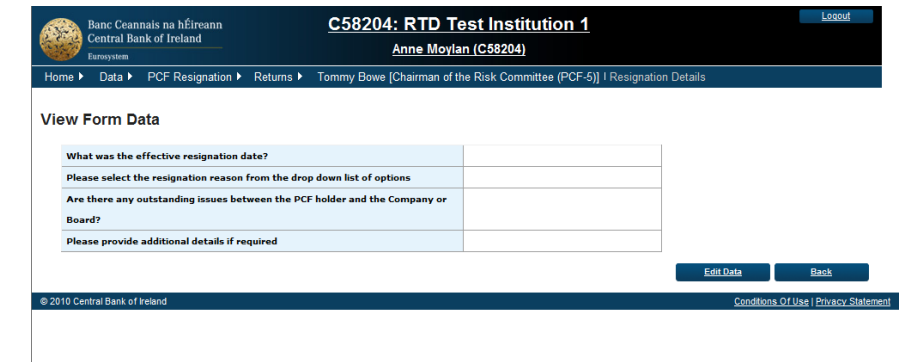 Banc Ceannais na hÉireann
Central Bank of Ireland
Eurosystem
C58204: RTD Test Institution 1
Anne Moylan (C58204)
Logout
Home Data PCF Resignation Returns Tommy Bowe [Chairman of the Risk Committee (PCF-5)] | Resignation Details
View Form Data
What was the effective resignation date?
Please select the resignation reason from the drop down list of options
Are there any outstanding issues between the PCF holder and the Company or
Board?
Please provide additional details if required
Edit Data Back
© 2010 Central Bank of Ireland Conditions Of Use | Privacy Statement